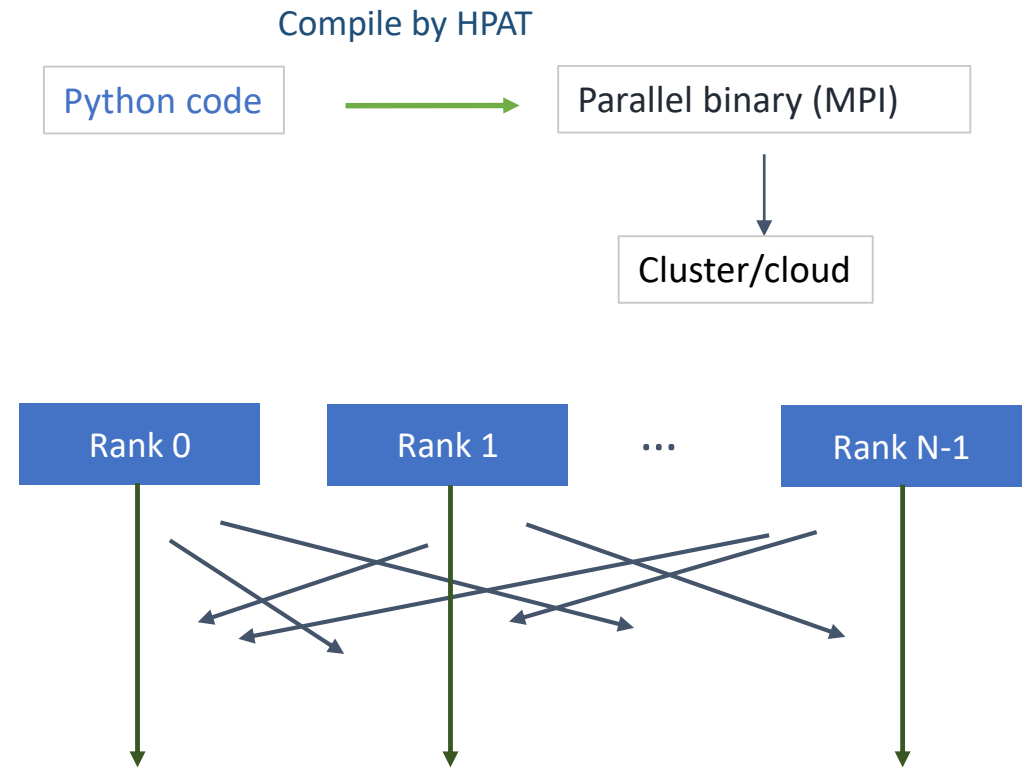 Compile by HPAT
Python code
Parallel binary (MPI)
Cluster/cloud
Rank 0
Rank 1
...
Rank N-1